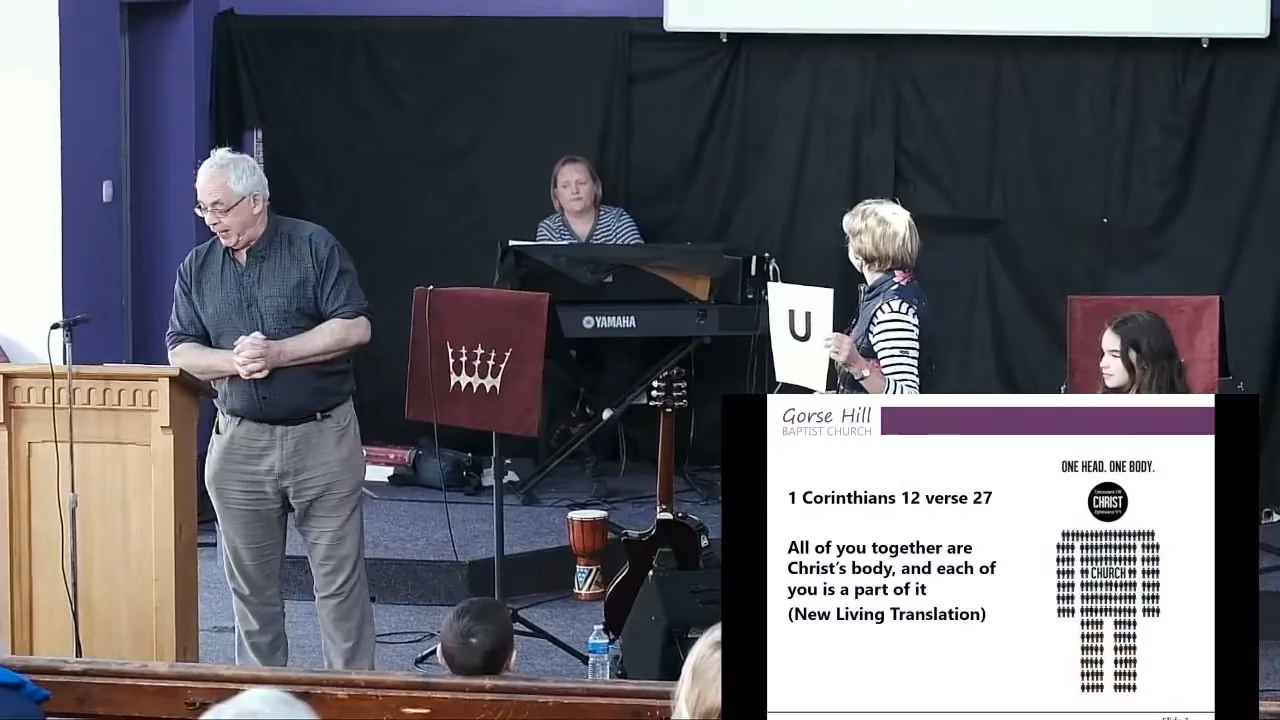 YAMAHA
U
Gorse Hill
BAPTIST CHURCH
ONE HEAD. ONE BODY.
CHRIST
1 Corinthians 12 verse 27
All of you together are
Christ's body, and each of
you is a part of it
(New Living Translation)
CHURCH